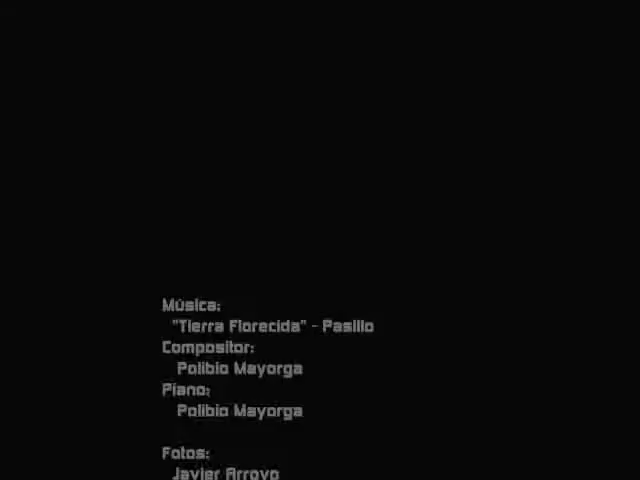 Música:
"Tierra Florecida" - Pasillo
Compositor:
Polibio Mayorga
Piano:
Polibio Mayorga
Fotos:
Javier Arroyo